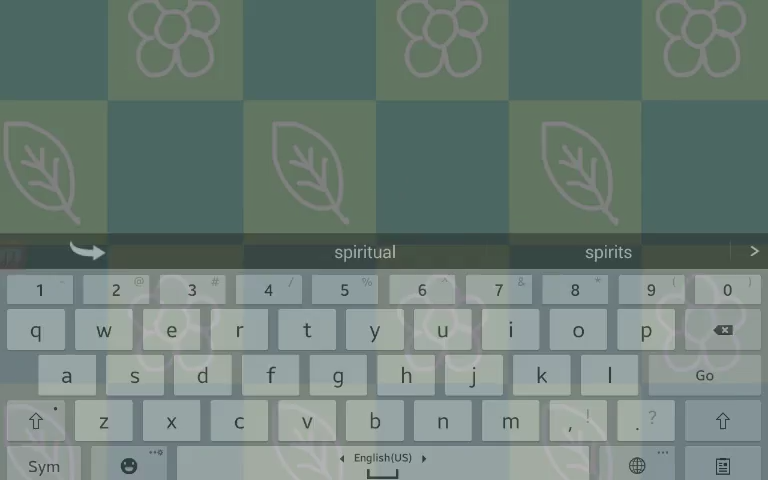 spiritual spirits >
1 - 2 @ 3 # 4 / 5 % 6 ^ 7 & 8 * 9 ( 0 )
q w e r t y u i o p
a s d f g h j k l Go
z x c v b n m , ! . ?
Sym English(US)